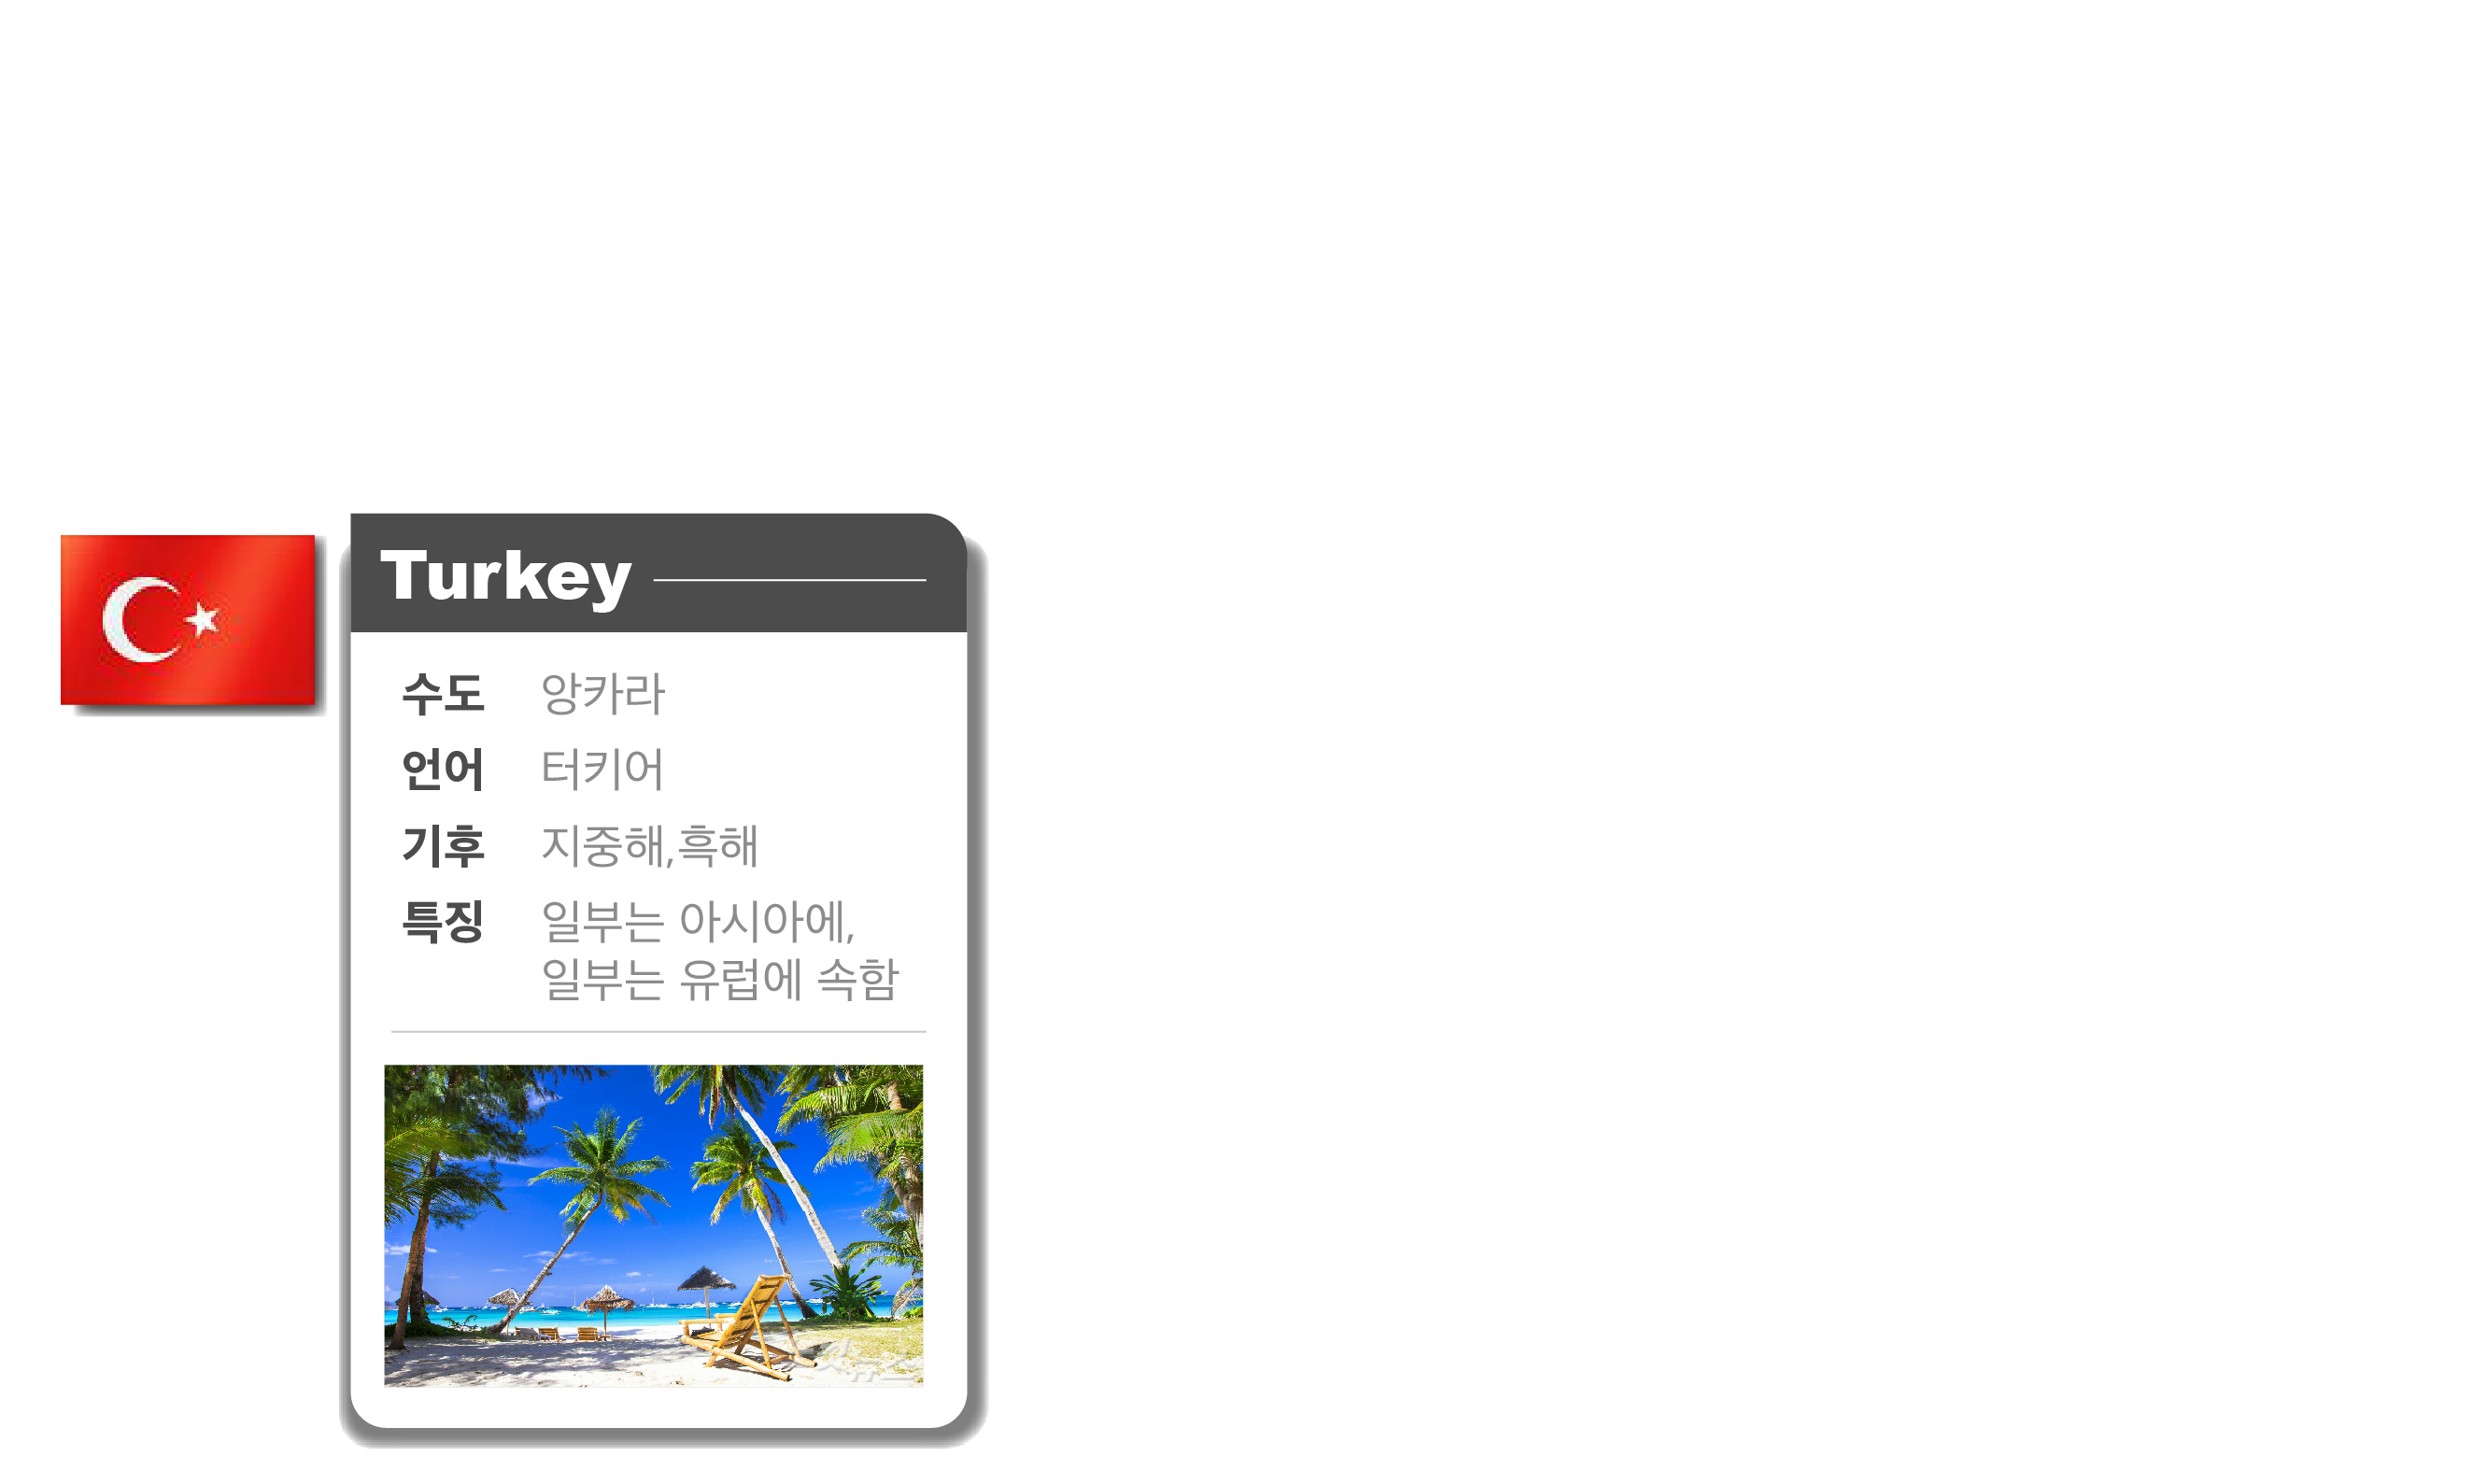 Turkey
수도 앙카라
언어 터키어
기후 지중해,흑해
특징 일부는 아시아에,
일부는 유럽에 속함